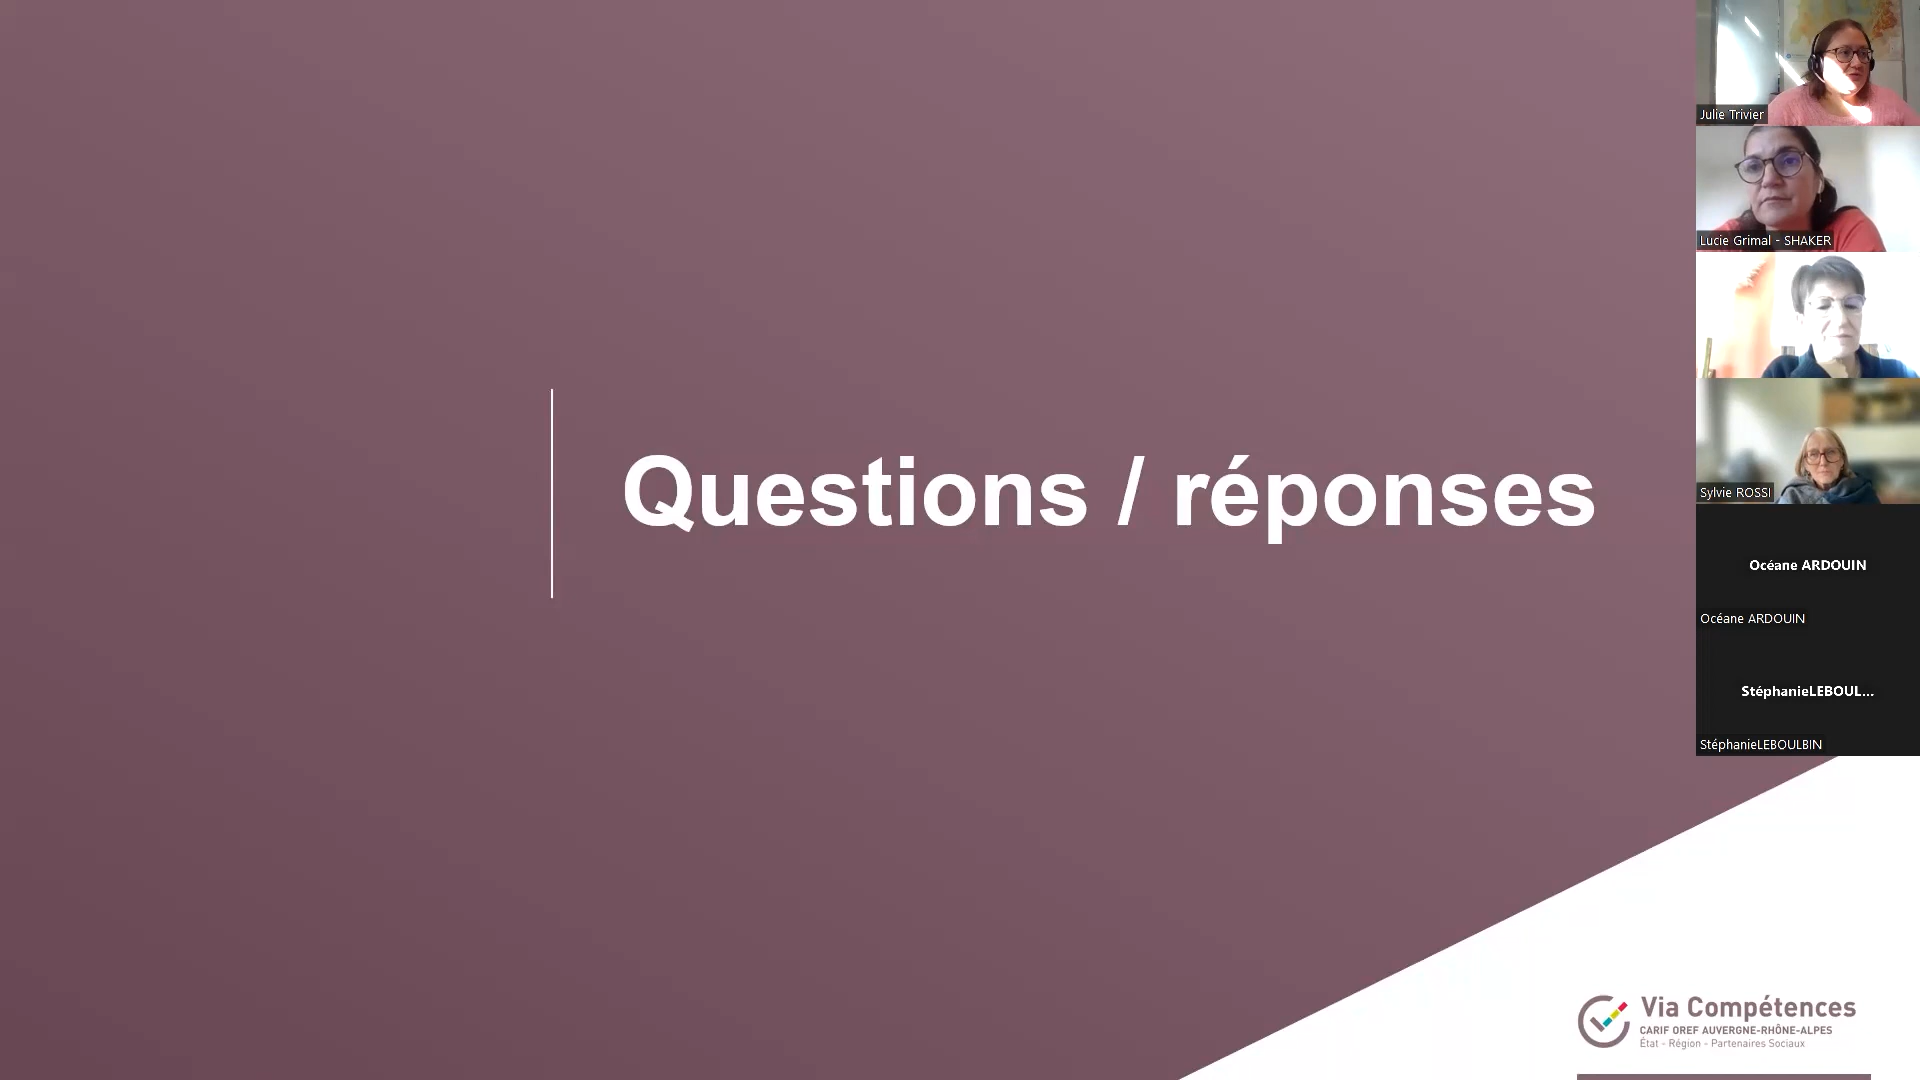 Questions / réponses
Julie Trivier
Lucie Grimal - SHAKER
Sylvie ROSSI
Océane ARDOUIN
Océane ARDOUIN
StéphanieLEBOUL...
StéphanieLEBOULBIN
Via Compétences
CARIF OREF AUVERGNE-RHÔNE-ALPES
État - Région - Partenaires Sociaux